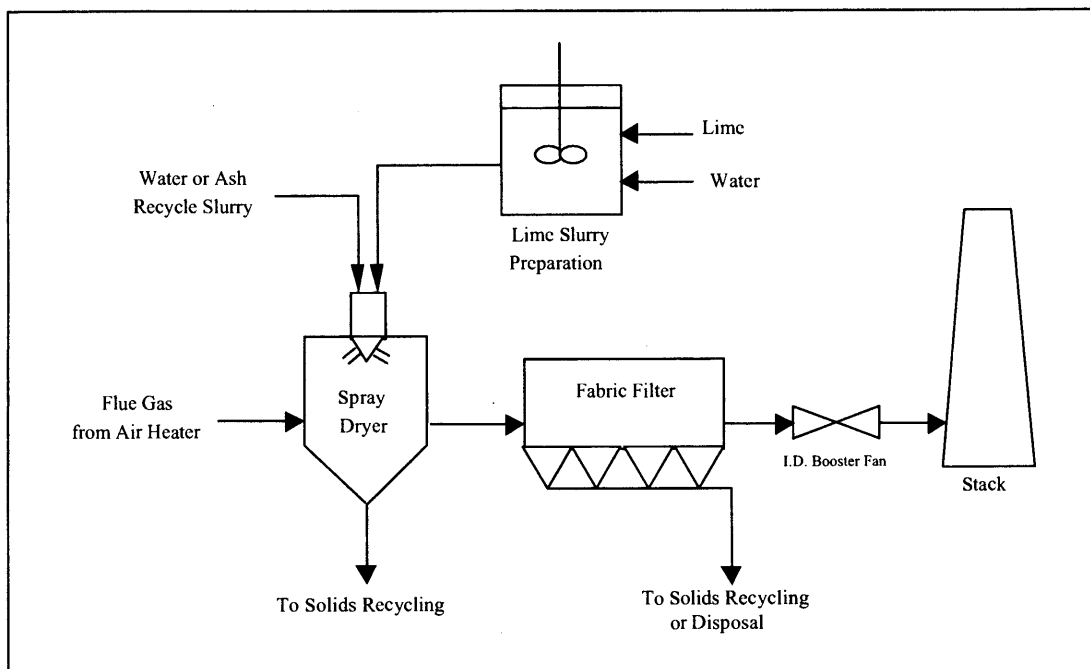 Lime
Water
Water or Ash
Recycle Slurry
Lime Slurry
Preparation
Flue Gas
from Air Heater
Spray
Dryer
Fabric Filter
I.D. Booster Fan
Stack
To Solids Recycling
To Solids Recycling
or Disposal